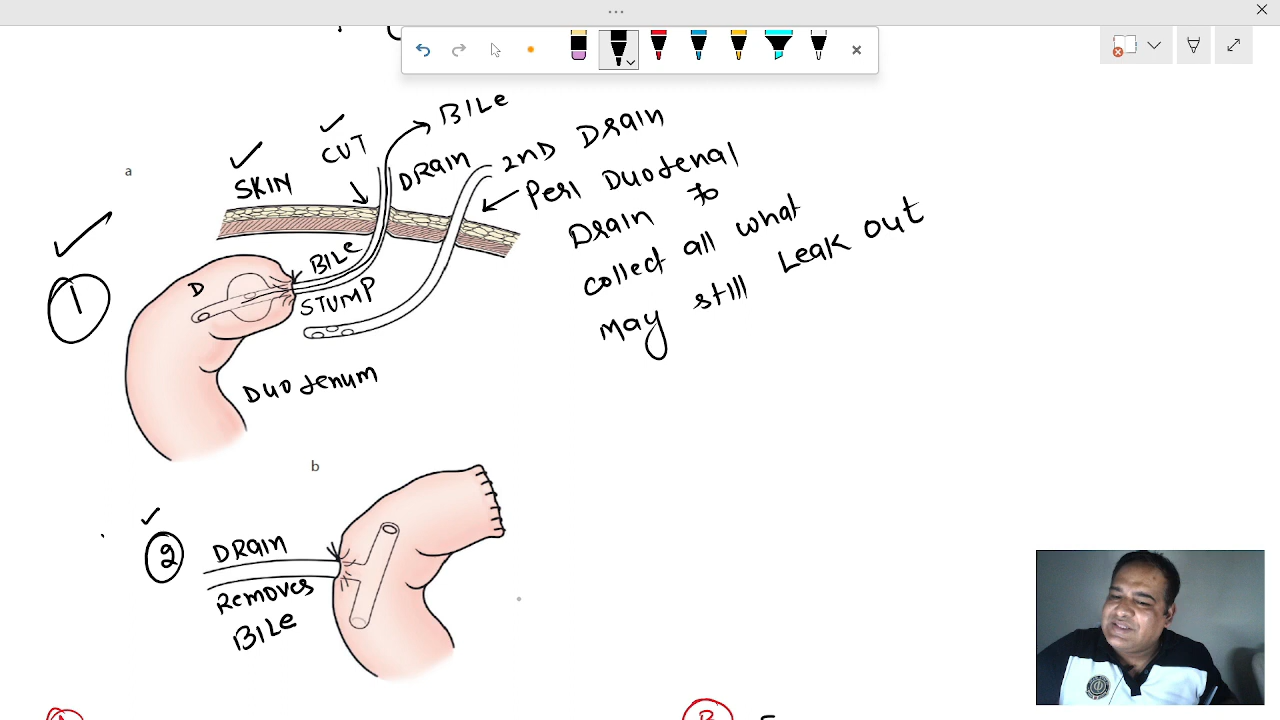 BILe
CUT
a
SKIN
DRAIN
2ND DRAIN
PERI DUODENAL
DRAIN to
collect all what
may still Leak out
1
BILe
D
STUMP
DUODENUM
b
2
DRAIN
REMOVES
BILe
B